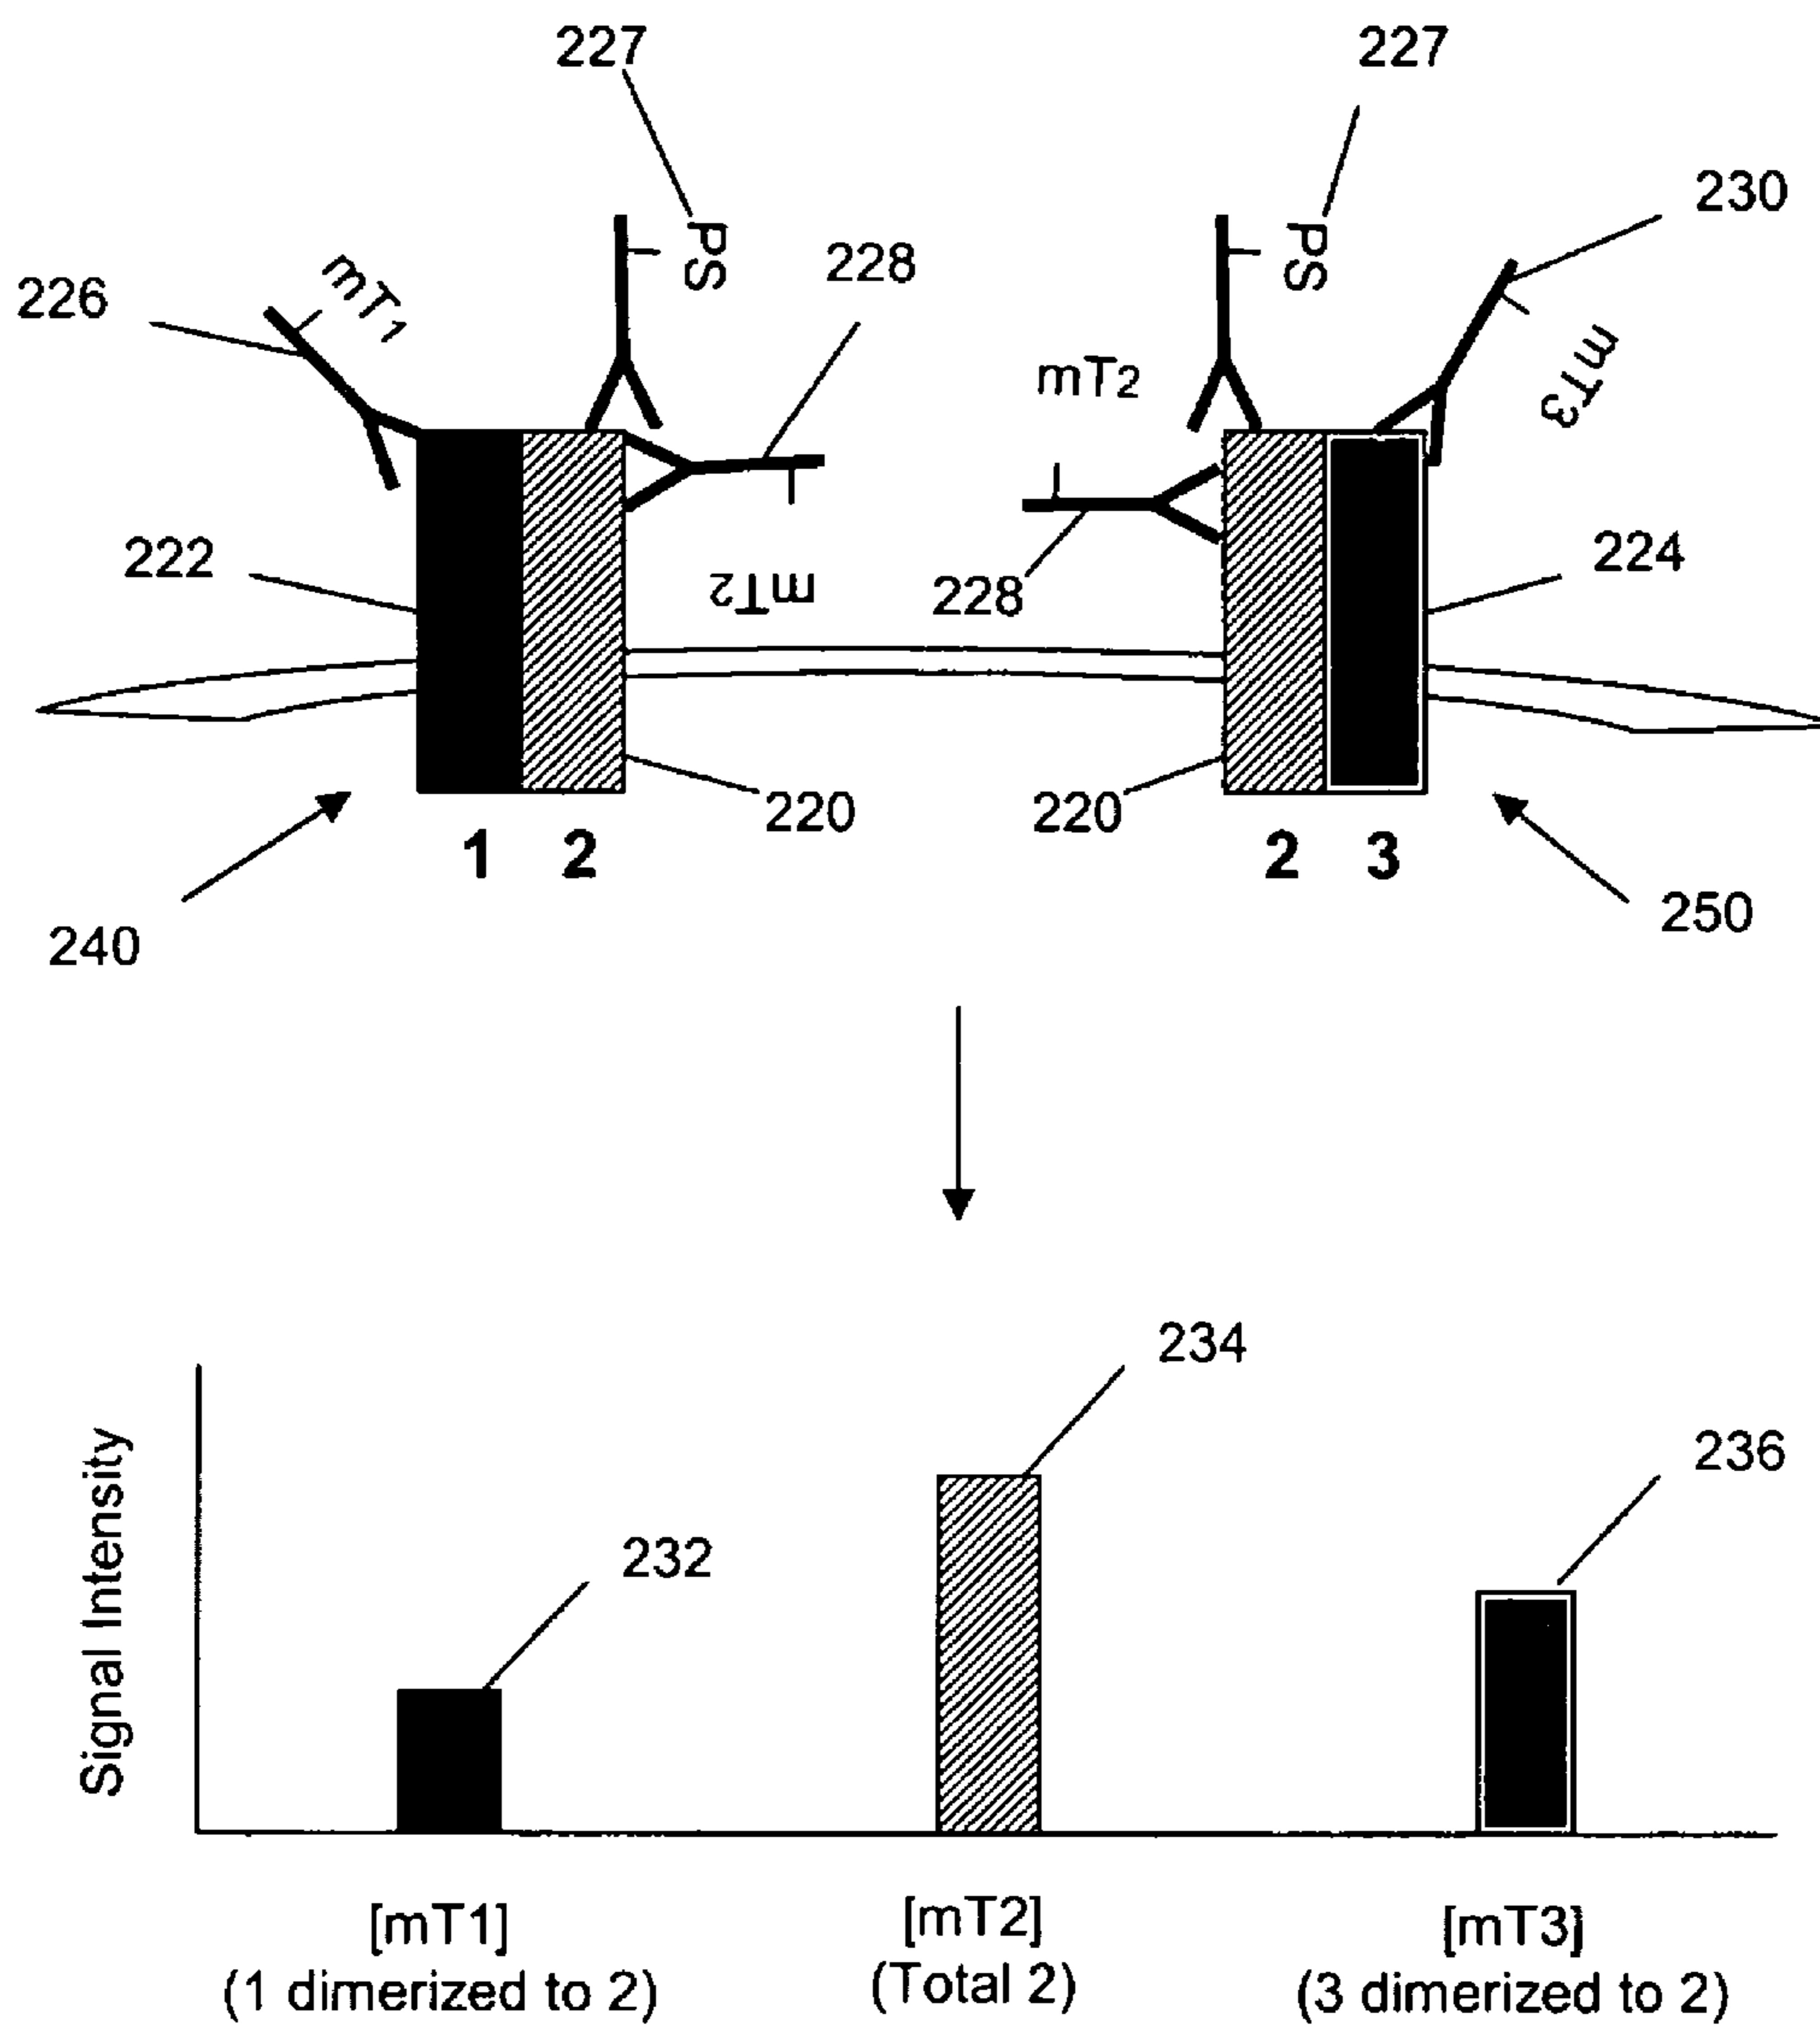 227
227
230
PS
PS
228
226
mT1
mT2
mT3
222
224
mT2
228
220
220
1 2
2 3
240
250
234
236
232
Signal Intensity
[mT1]
(1 dimerized to 2)
[mT2]
(Total 2)
[mT3]
(3 dimerized to 2)